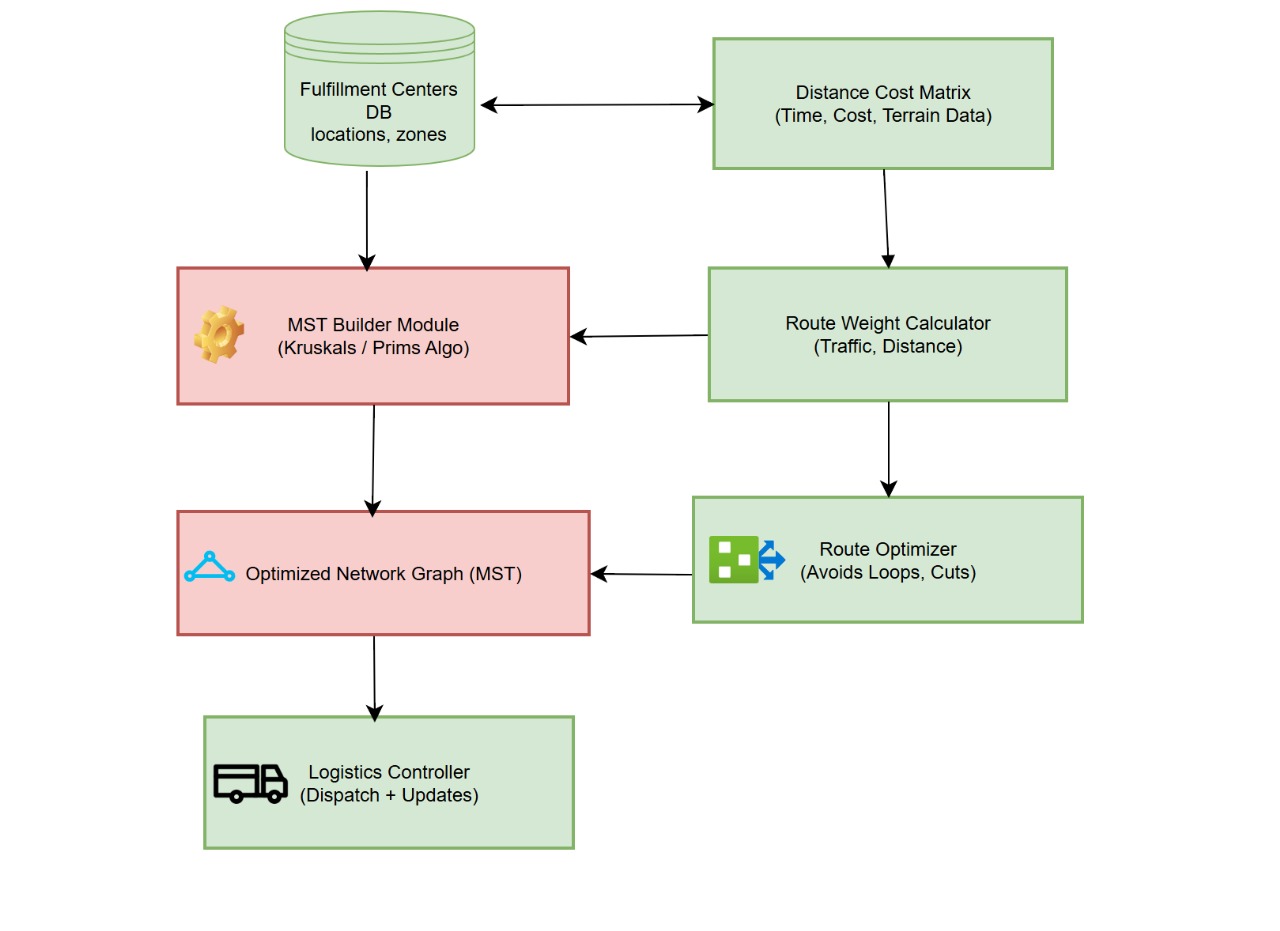 Fulfillment Centers
DB
locations, zones
Distance Cost Matrix
(Time, Cost, Terrain Data)
MST Builder Module
(Kruskals / Prims Algo)
Route Weight Calculator
(Traffic, Distance)
Optimized Network Graph (MST)
Route Optimizer
(Avoids Loops, Cuts)
Logistics Controller
(Dispatch + Updates)